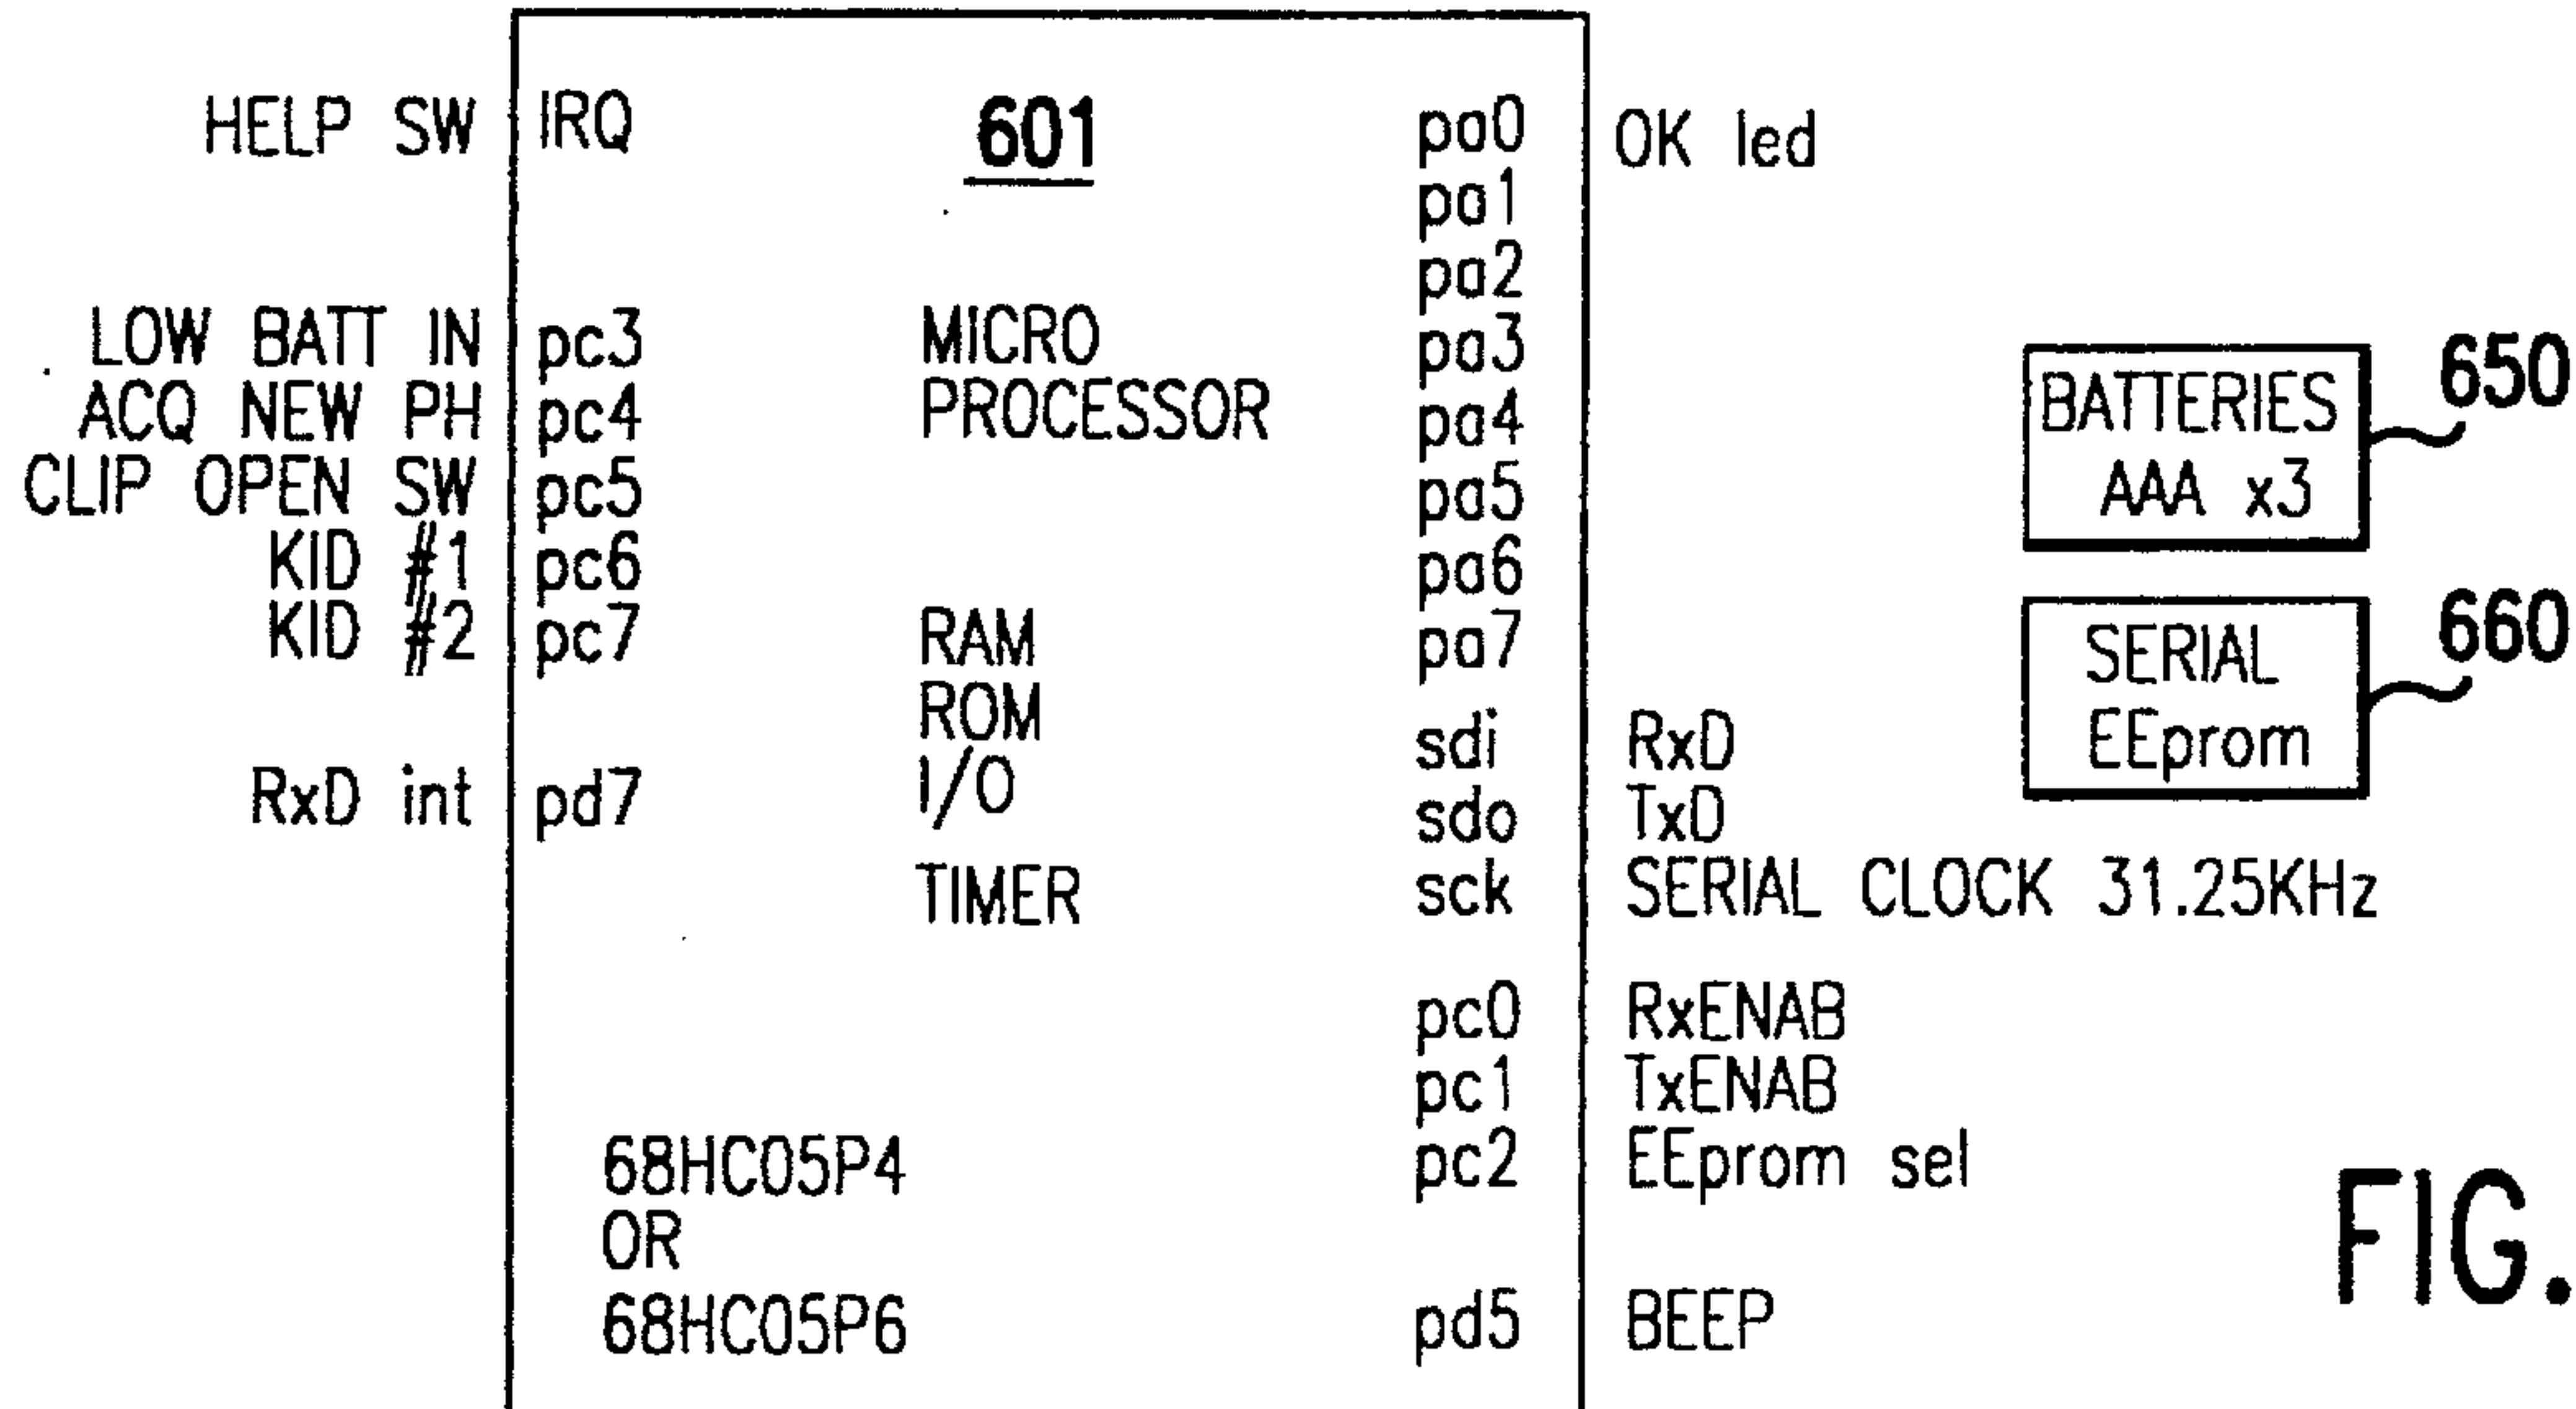 HELP SW IRQ 601 pa0 OK led
pa1
pa2
LOW BATT IN pc3 MICRO pa3
ACQ NEW PH pc4 PROCESSOR pa4
CLIP OPEN SW pc5 pa5
KID #1 pc6 pa6
KID #2 pc7 RAM pa7
ROM sdi RxD
RxD int pd7 I/O sdo TxD
TIMER sck SERIAL CLOCK 31.25KHz
pc0 RxENAB
pc1 TxENAB
68HC05P4 pc2 EEprom sel
OR
68HC05P6 pd5 BEEP
BATTERIES 650
AAA x3
SERIAL 660
EEprom
FIG.